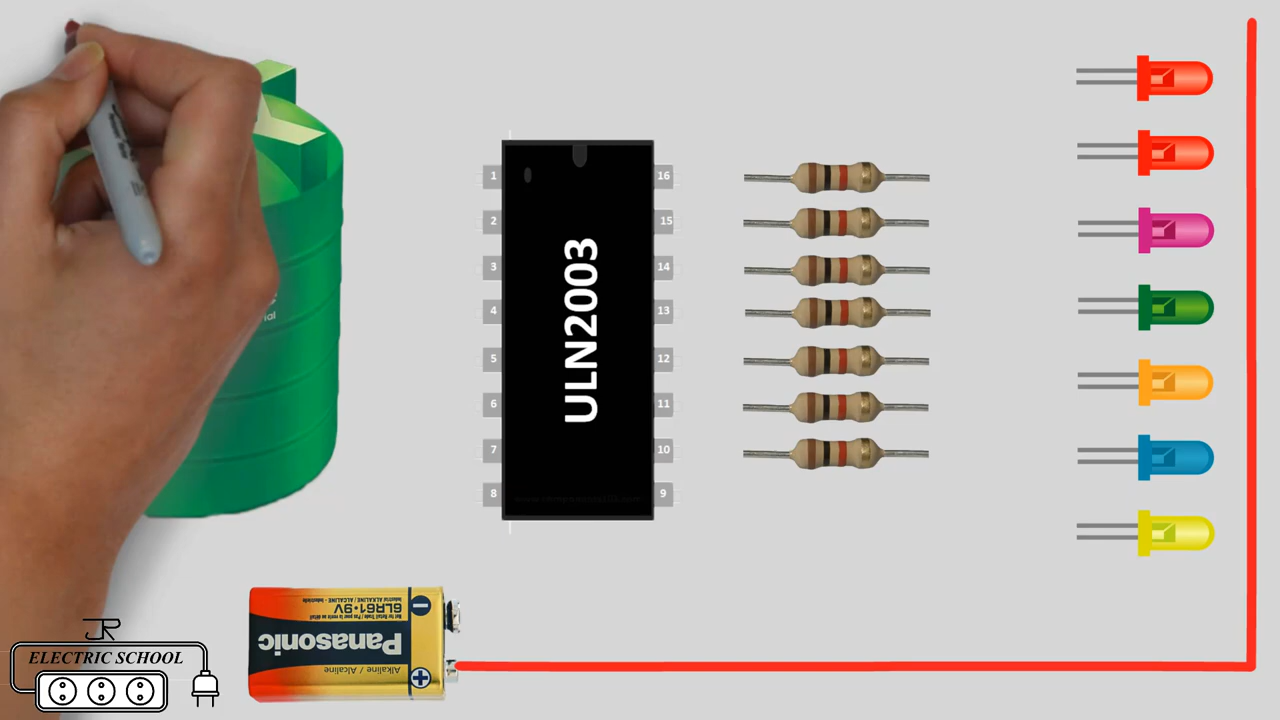 1
2
3
4
5
6
7
8
ULN2003
16
15
14
13
12
11
10
9
6LR61•9V
Panasonic
Alkaline / Alcaline
JR
ELECTRIC SCHOOL